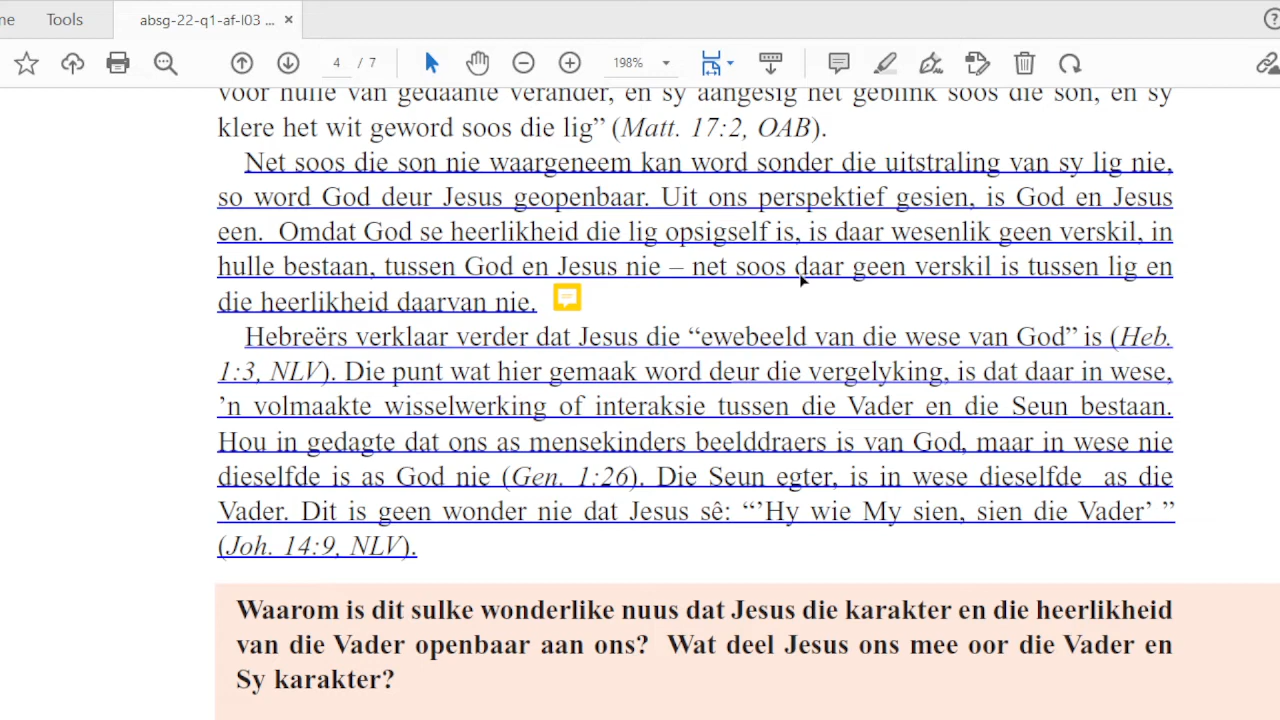 ne Tools absg-22-q1-af-l03 ... ×
4 / 7 198%
voor hulle van gedaante verander, en sy aangesig het geblink soos die son, en sy
klere het wit geword soos die lig” (Matt. 17:2, OAB).
Net soos die son nie waargeneem kan word sonder die uitstraling van sy lig nie,
so word God deur Jesus geopenbaar. Uit ons perspektief gesien, is God en Jesus
een. Omdat God se heerlikheid die lig opsigself is, is daar wesenlik geen verskil, in
hulle bestaan, tussen God en Jesus nie – net soos daar geen verskil is tussen lig en
die heerlikheid daarvan nie.
Hebreërs verklaar verder dat Jesus die “ewebeeld van die wese van God” is (Heb.
1:3, NLV). Die punt wat hier gemaak word deur die vergelyking, is dat daar in wese,
’n volmaakte wisselwerking of interaksie tussen die Vader en die Seun bestaan.
Hou in gedagte dat ons as mensekinders beelddraers is van God, maar in wese nie
dieselfde is as God nie (Gen. 1:26). Die Seun egter, is in wese dieselfde as die
Vader. Dit is geen wonder nie dat Jesus sê: “’Hy wie My sien, sien die Vader’ ”
(Joh. 14:9, NLV).
Waarom is dit sulke wonderlike nuus dat Jesus die karakter en die heerlikheid
van die Vader openbaar aan ons? Wat deel Jesus ons mee oor die Vader en
Sy karakter?